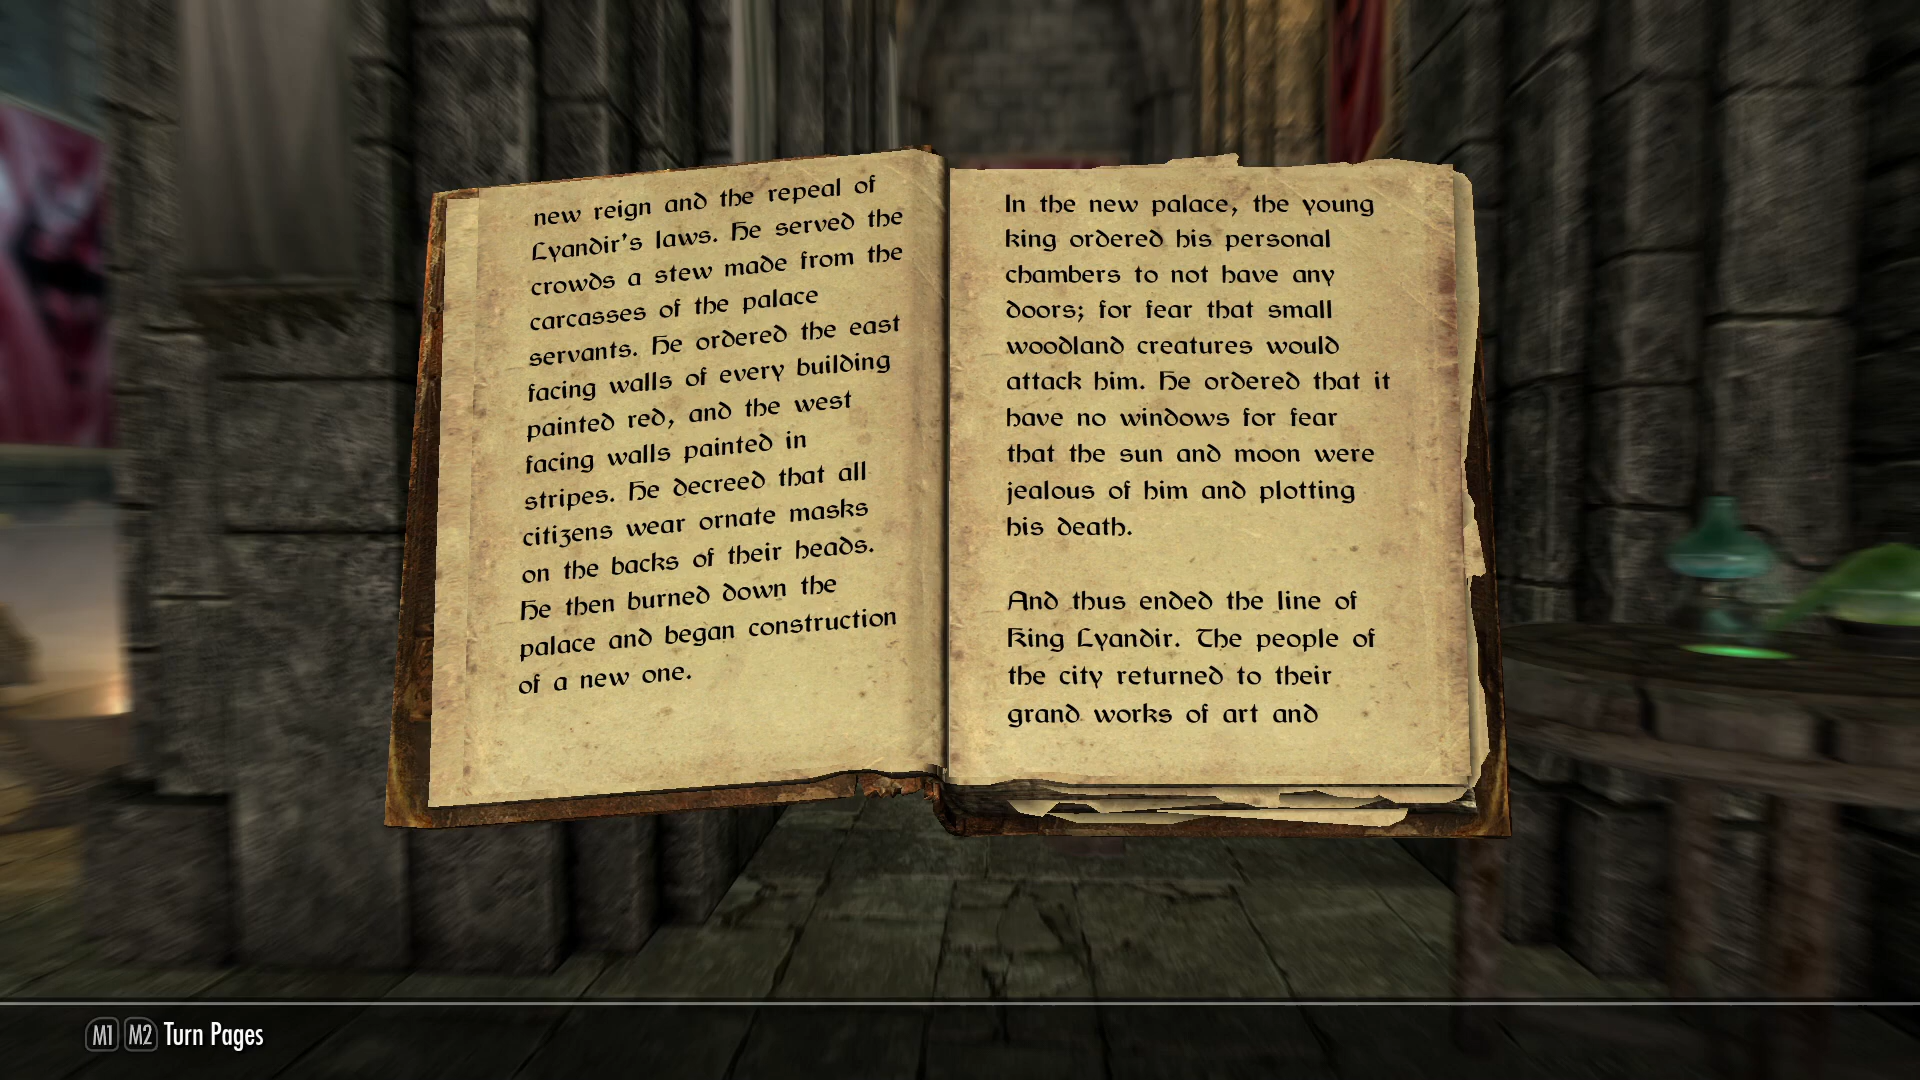 new reign and the repeal of
Lyandir's laws. He served the
crowds a stew made from the
carcasses of the palace
servants. He ordered the east
facing walls of every building
painted red, and the west
facing walls painted in
stripes. He decreed that all
citizens wear ornate masks
on the backs of their heads.
He then burned down the
palace and began construction
of a new one.
In the new palace, the young
king ordered his personal
chambers to not have any
doors; for fear that small
woodland creatures would
attack him. He ordered that it
have no windows for fear
that the sun and moon were
jealous of him and plotting
his death.
And thus ended the line of
King Lyandir. The people of
the city returned to their
grand works of art and
M1 M2 Turn Pages